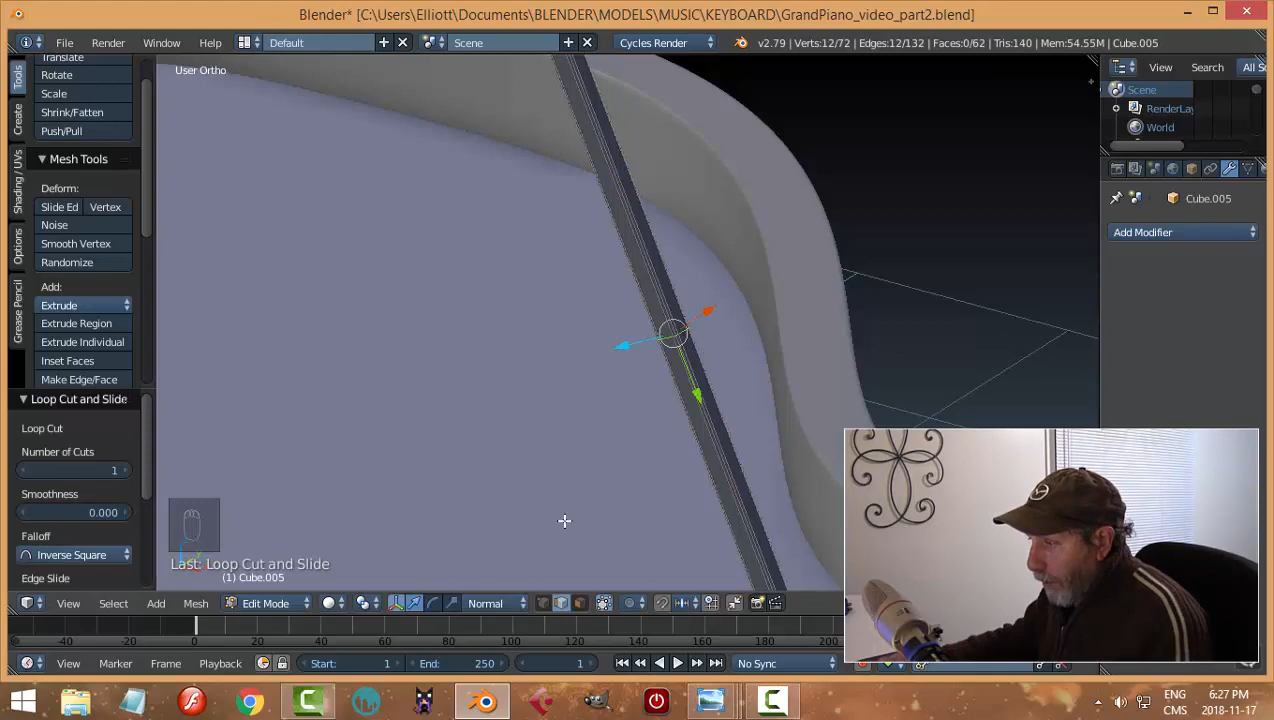 Blender* [C:\Users\Elliott\Documents\BLENDER\MODELS\MUSIC\KEYBOARD\GrandPiano_video_part2.blend]
File Render Window Help Default Scene Cycles Render v2.79 | Verts:12/72 | Edges:12/132 | Faces:0/62 | Tris:140 | Mem:54.55M | Cube.005
Translate
Rotate
Scale
Shrink/Fatten
Push/Pull
Mesh Tools
Deform:
Slide Ed Vertex
Noise
Smooth Vertex
Randomize
Add:
Extrude
Extrude Region
Extrude Individual
Inset Faces
Make Edge/Face
Tools
Create
Shading / UVs
Options
Grease Pencil
Loop Cut and Slide
Loop Cut
Number of Cuts
1
Smoothness
0.000
Falloff
Inverse Square
Edge Slide
User Ortho
Last: Loop Cut and Slide
(1) Cube.005
View Search All S
Scene
RenderLay
World
Cube.005
Add Modifier
View Select Add Mesh Edit Mode Normal
-40 -20 0 20 40 60 80 100 120 140 160 180 200
View Marker Frame Playback Start: 1 End: 250 1 No Sync
ENG
CMS
6:27 PM
2018-11-17